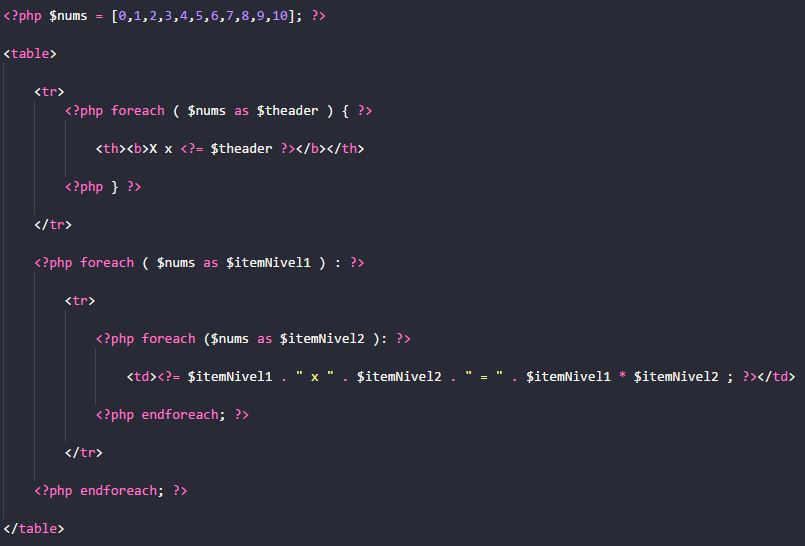 <?php $nums = [0,1,2,3,4,5,6,7,8,9,10]; ?>
<table>
<tr>
<?php foreach ( $nums as $theader ) { ?>
<th><b>X x <?= $theader ?></b></th>
<?php } ?>
</tr>
<?php foreach ( $nums as $itemNivel1 ) : ?>
<tr>
<?php foreach ($nums as $itemNivel2 ): ?>
<td><?= $itemNivel1 . " x " . $itemNivel2 . " = " . $itemNivel1 * $itemNivel2 ; ?></td>
<?php endforeach; ?>
</tr>
<?php endforeach; ?>
</table>